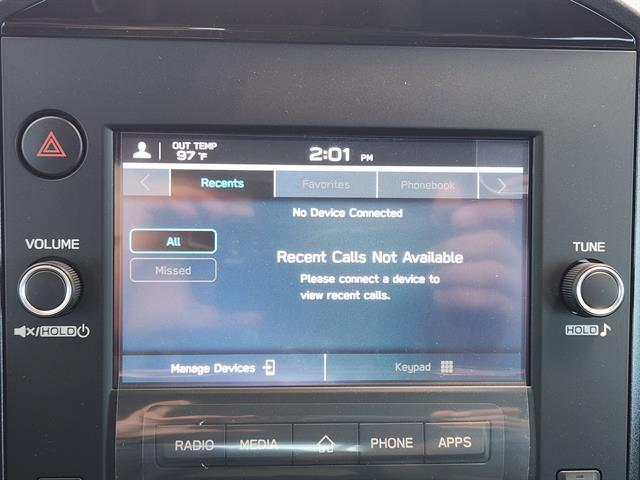 OUT TEMP
97 °F
2:01 PM
Recents Favorites Phonebook
No Device Connected
VOLUME
All
Missed
Recent Calls Not Available
Please connect a device to
view recent calls.
TUNE
/HOLD
HOLD
Manage Devices
Keypad
RADIO MEDIA PHONE APPS